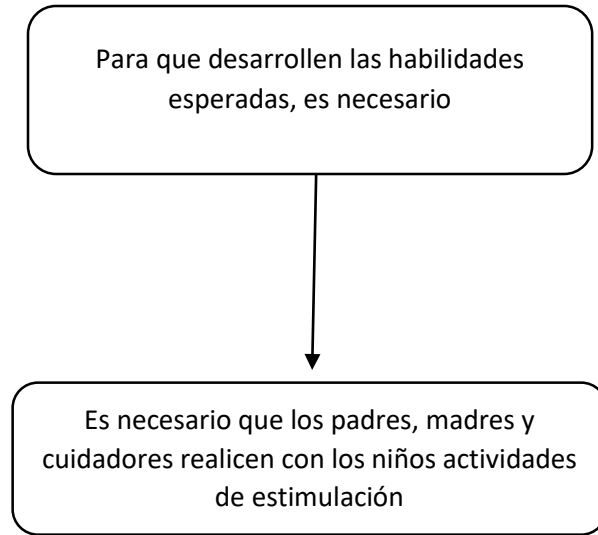 Para que desarrollen las habilidades
esperadas, es necesario
Es necesario que los padres, madres y
cuidadores realicen con los niños actividades
de estimulación